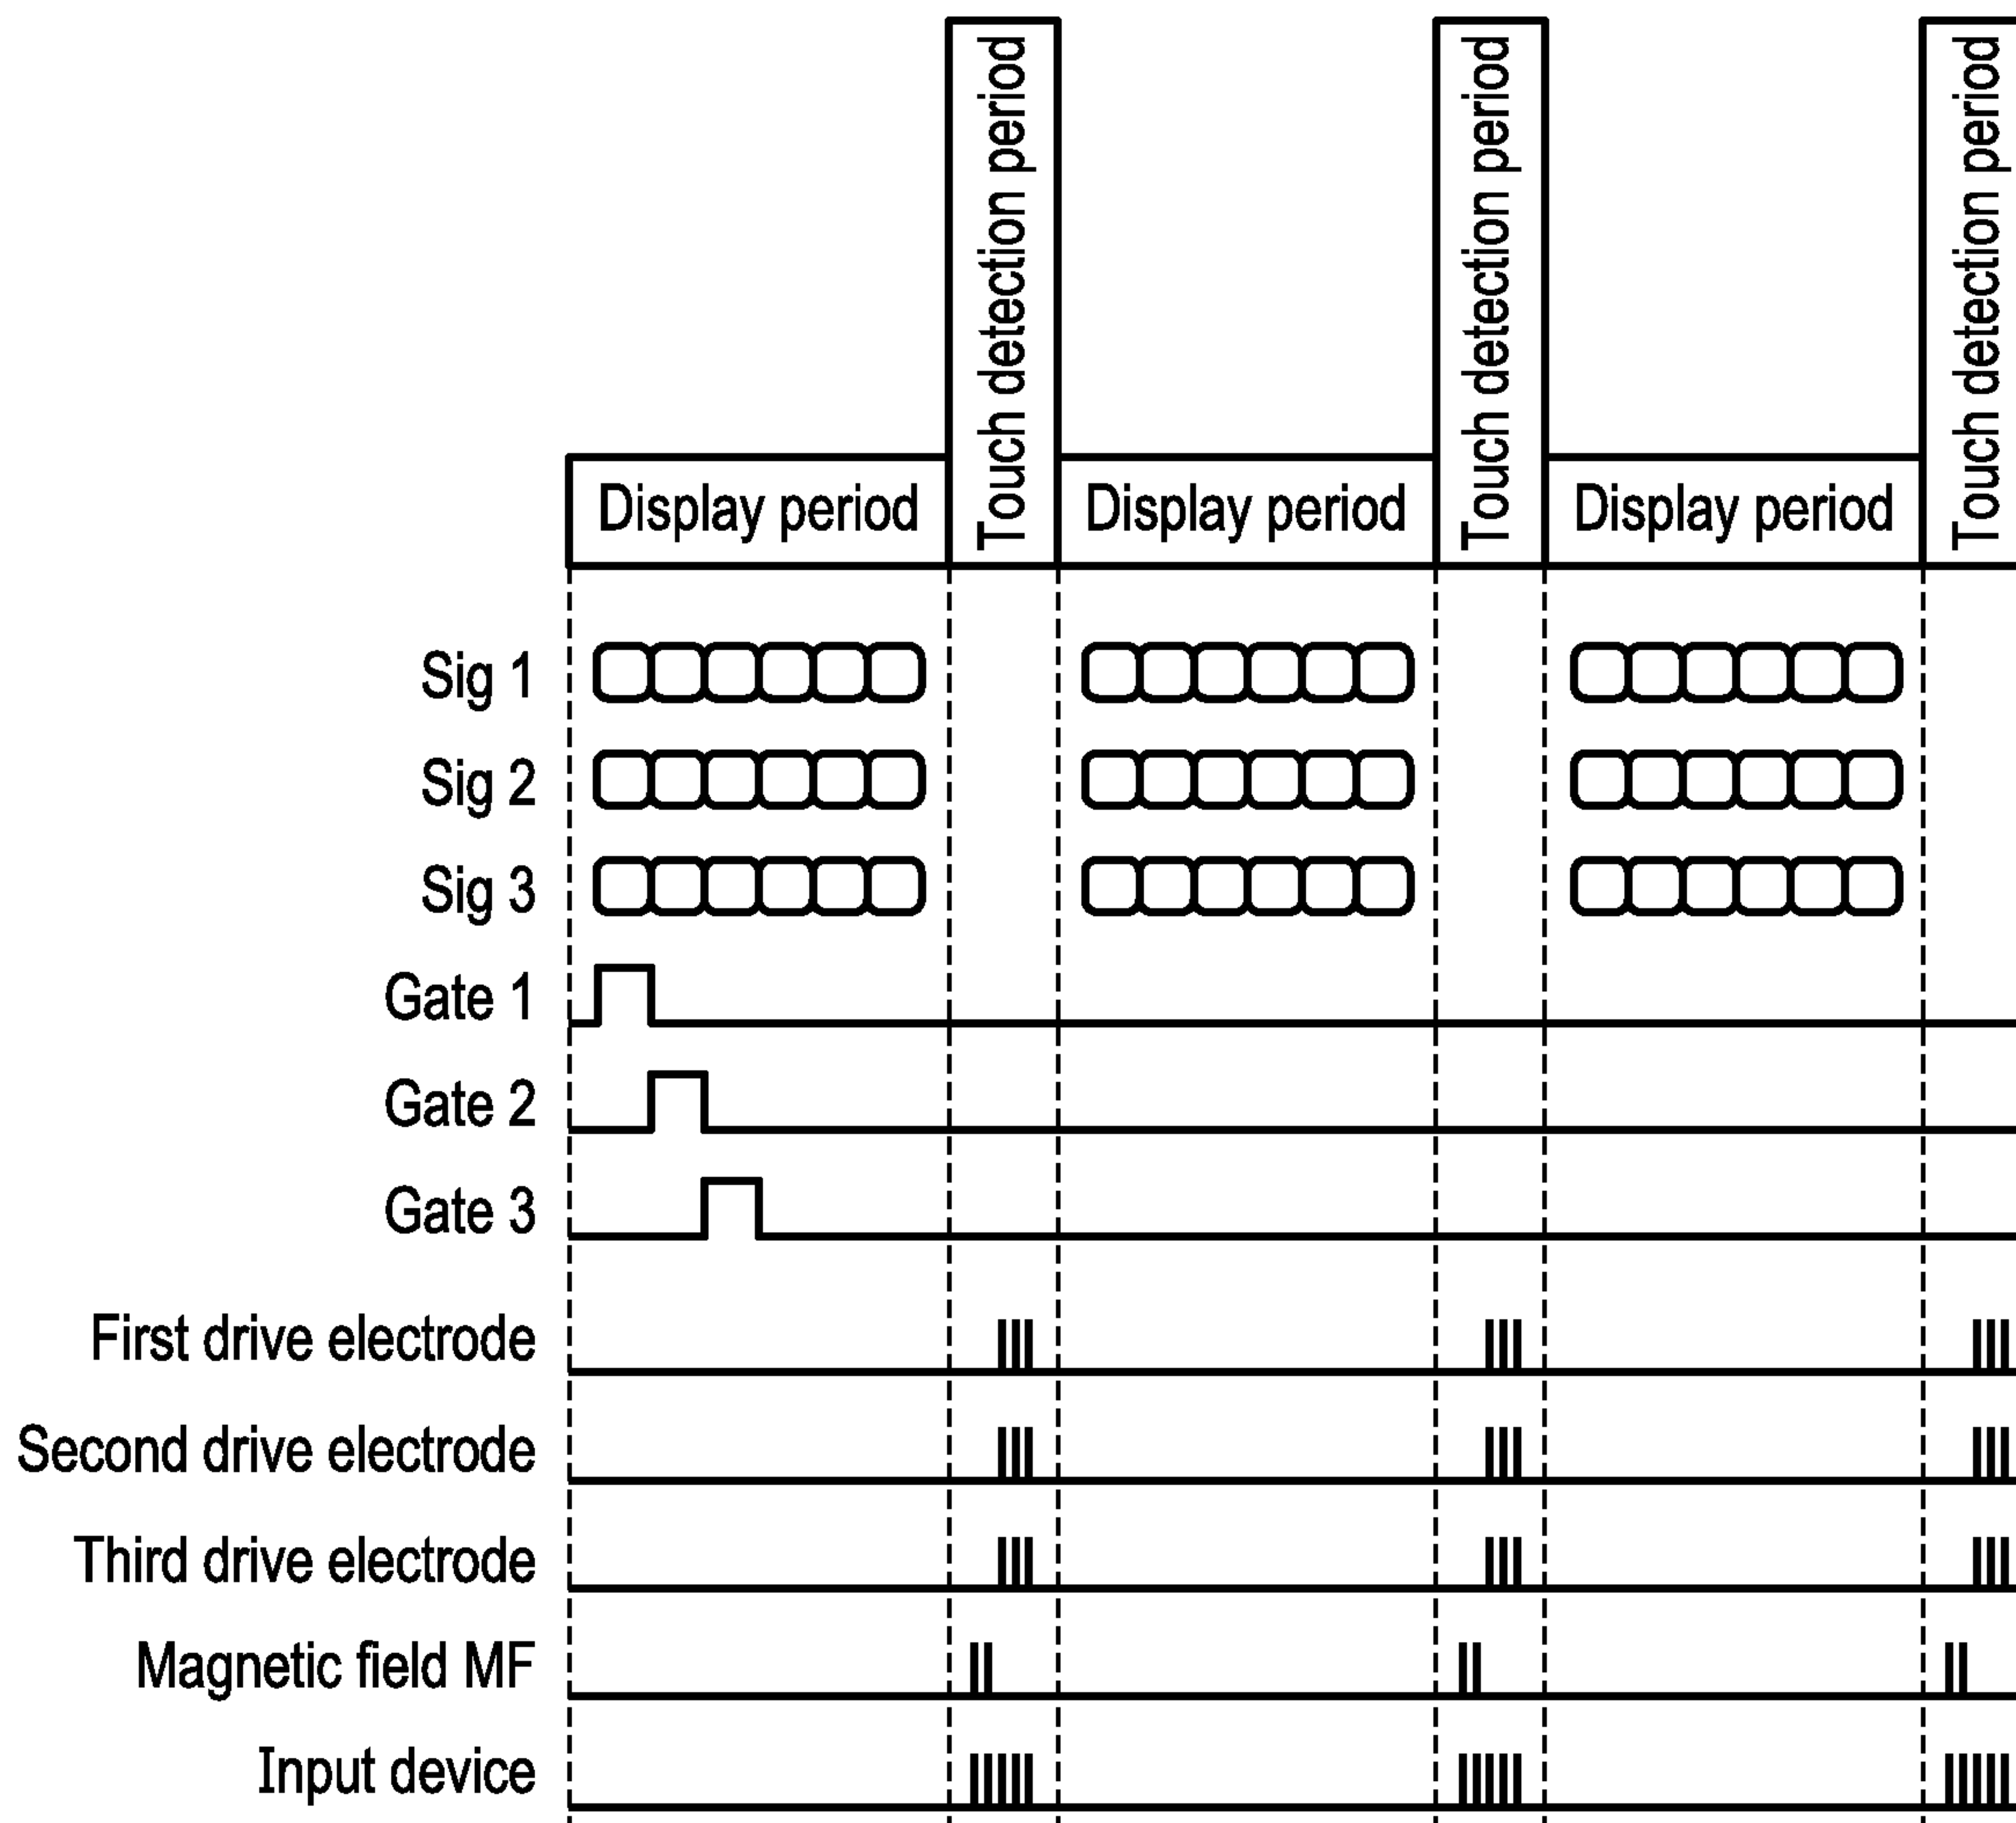 Touch detection period
Touch detection period
Touch detection period
Display period
Display period
Display period
Sig 1
Sig 2
Sig 3
Gate 1
Gate 2
Gate 3
First drive electrode
Second drive electrode
Third drive electrode
Magnetic field MF
Input device